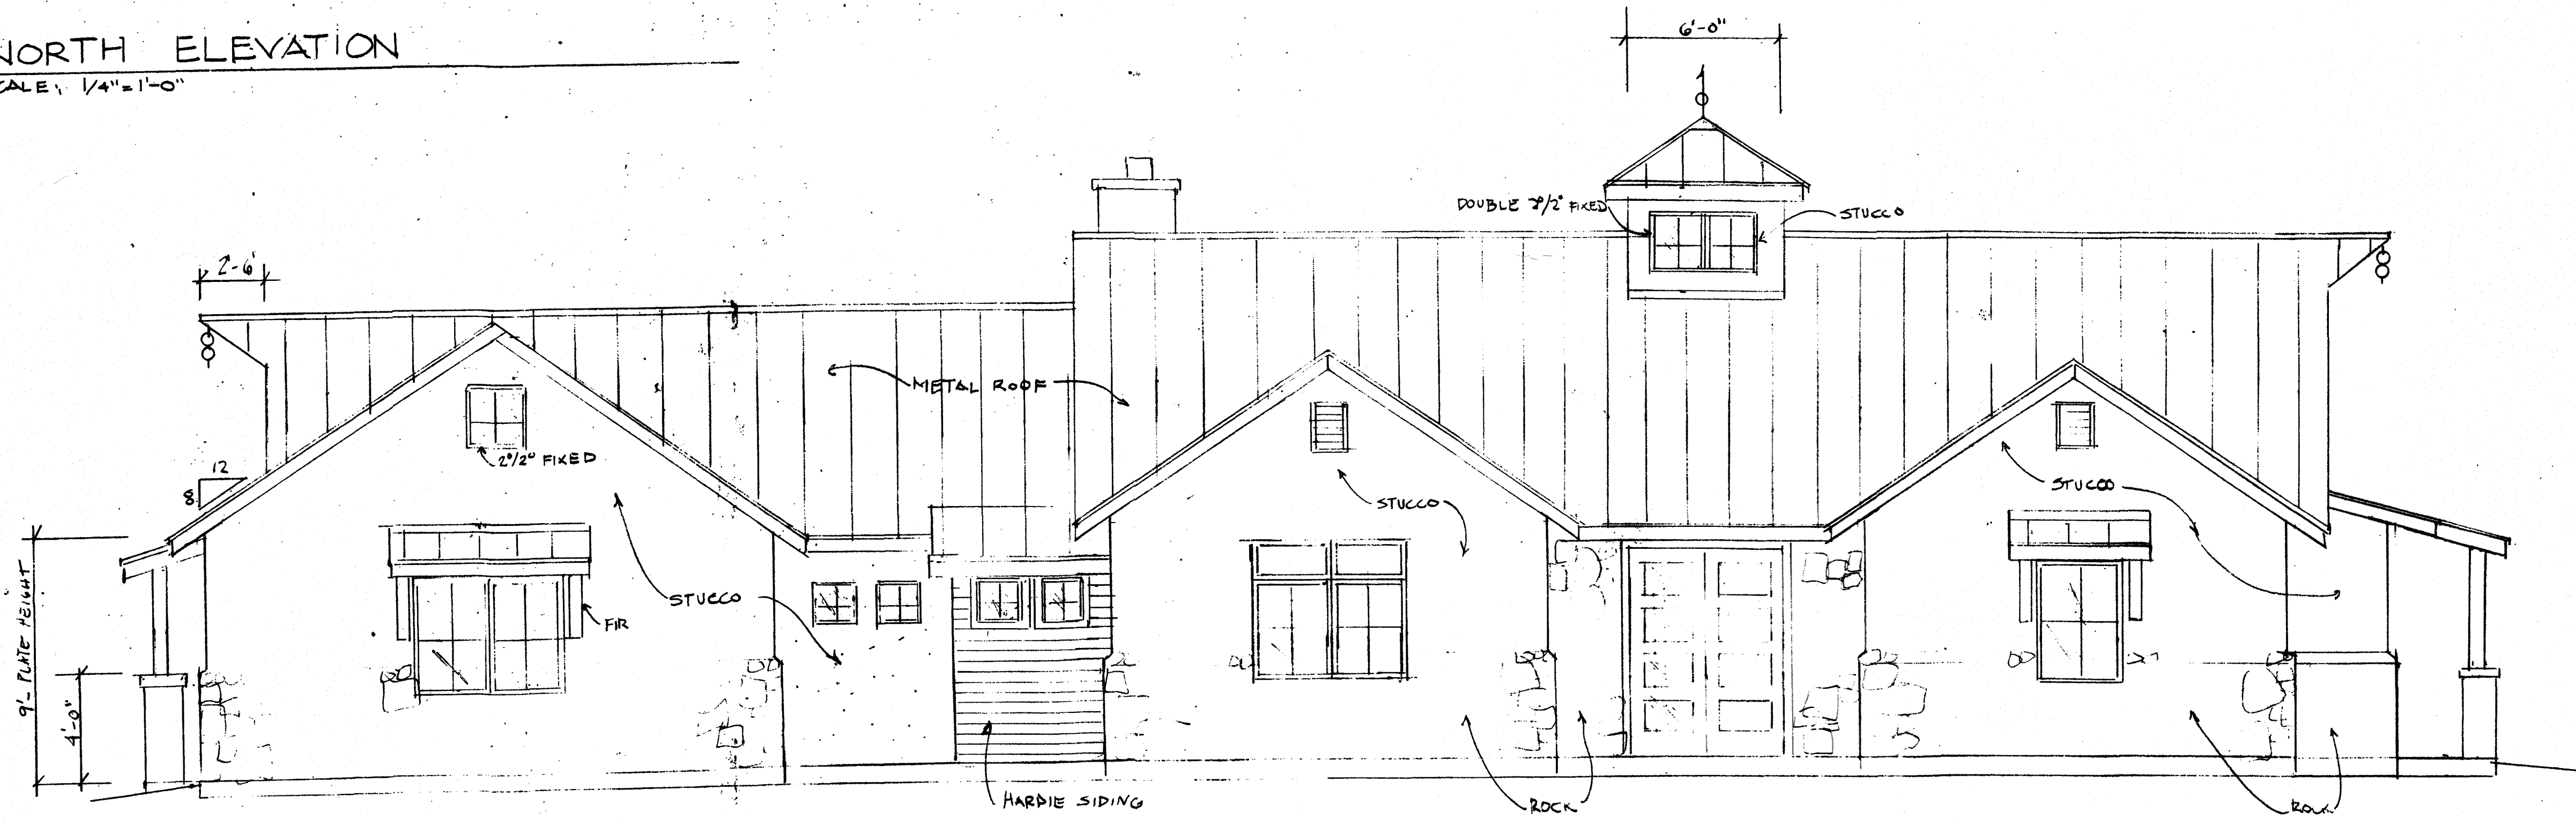 NORTH ELEVATION
SCALE: 1/4"=1'-0"
6'-0"
DOUBLE 2⁰/2⁰ FIXED
STUCCO
2'-6"
METAL ROOF
2⁰/2⁰ FIXED
12
8
STUCCO
STUCCO
STUCCO
FIR
9'- PLATE HEIGHT
4'-0"
HARDIE SIDING
ROCK
ROCK